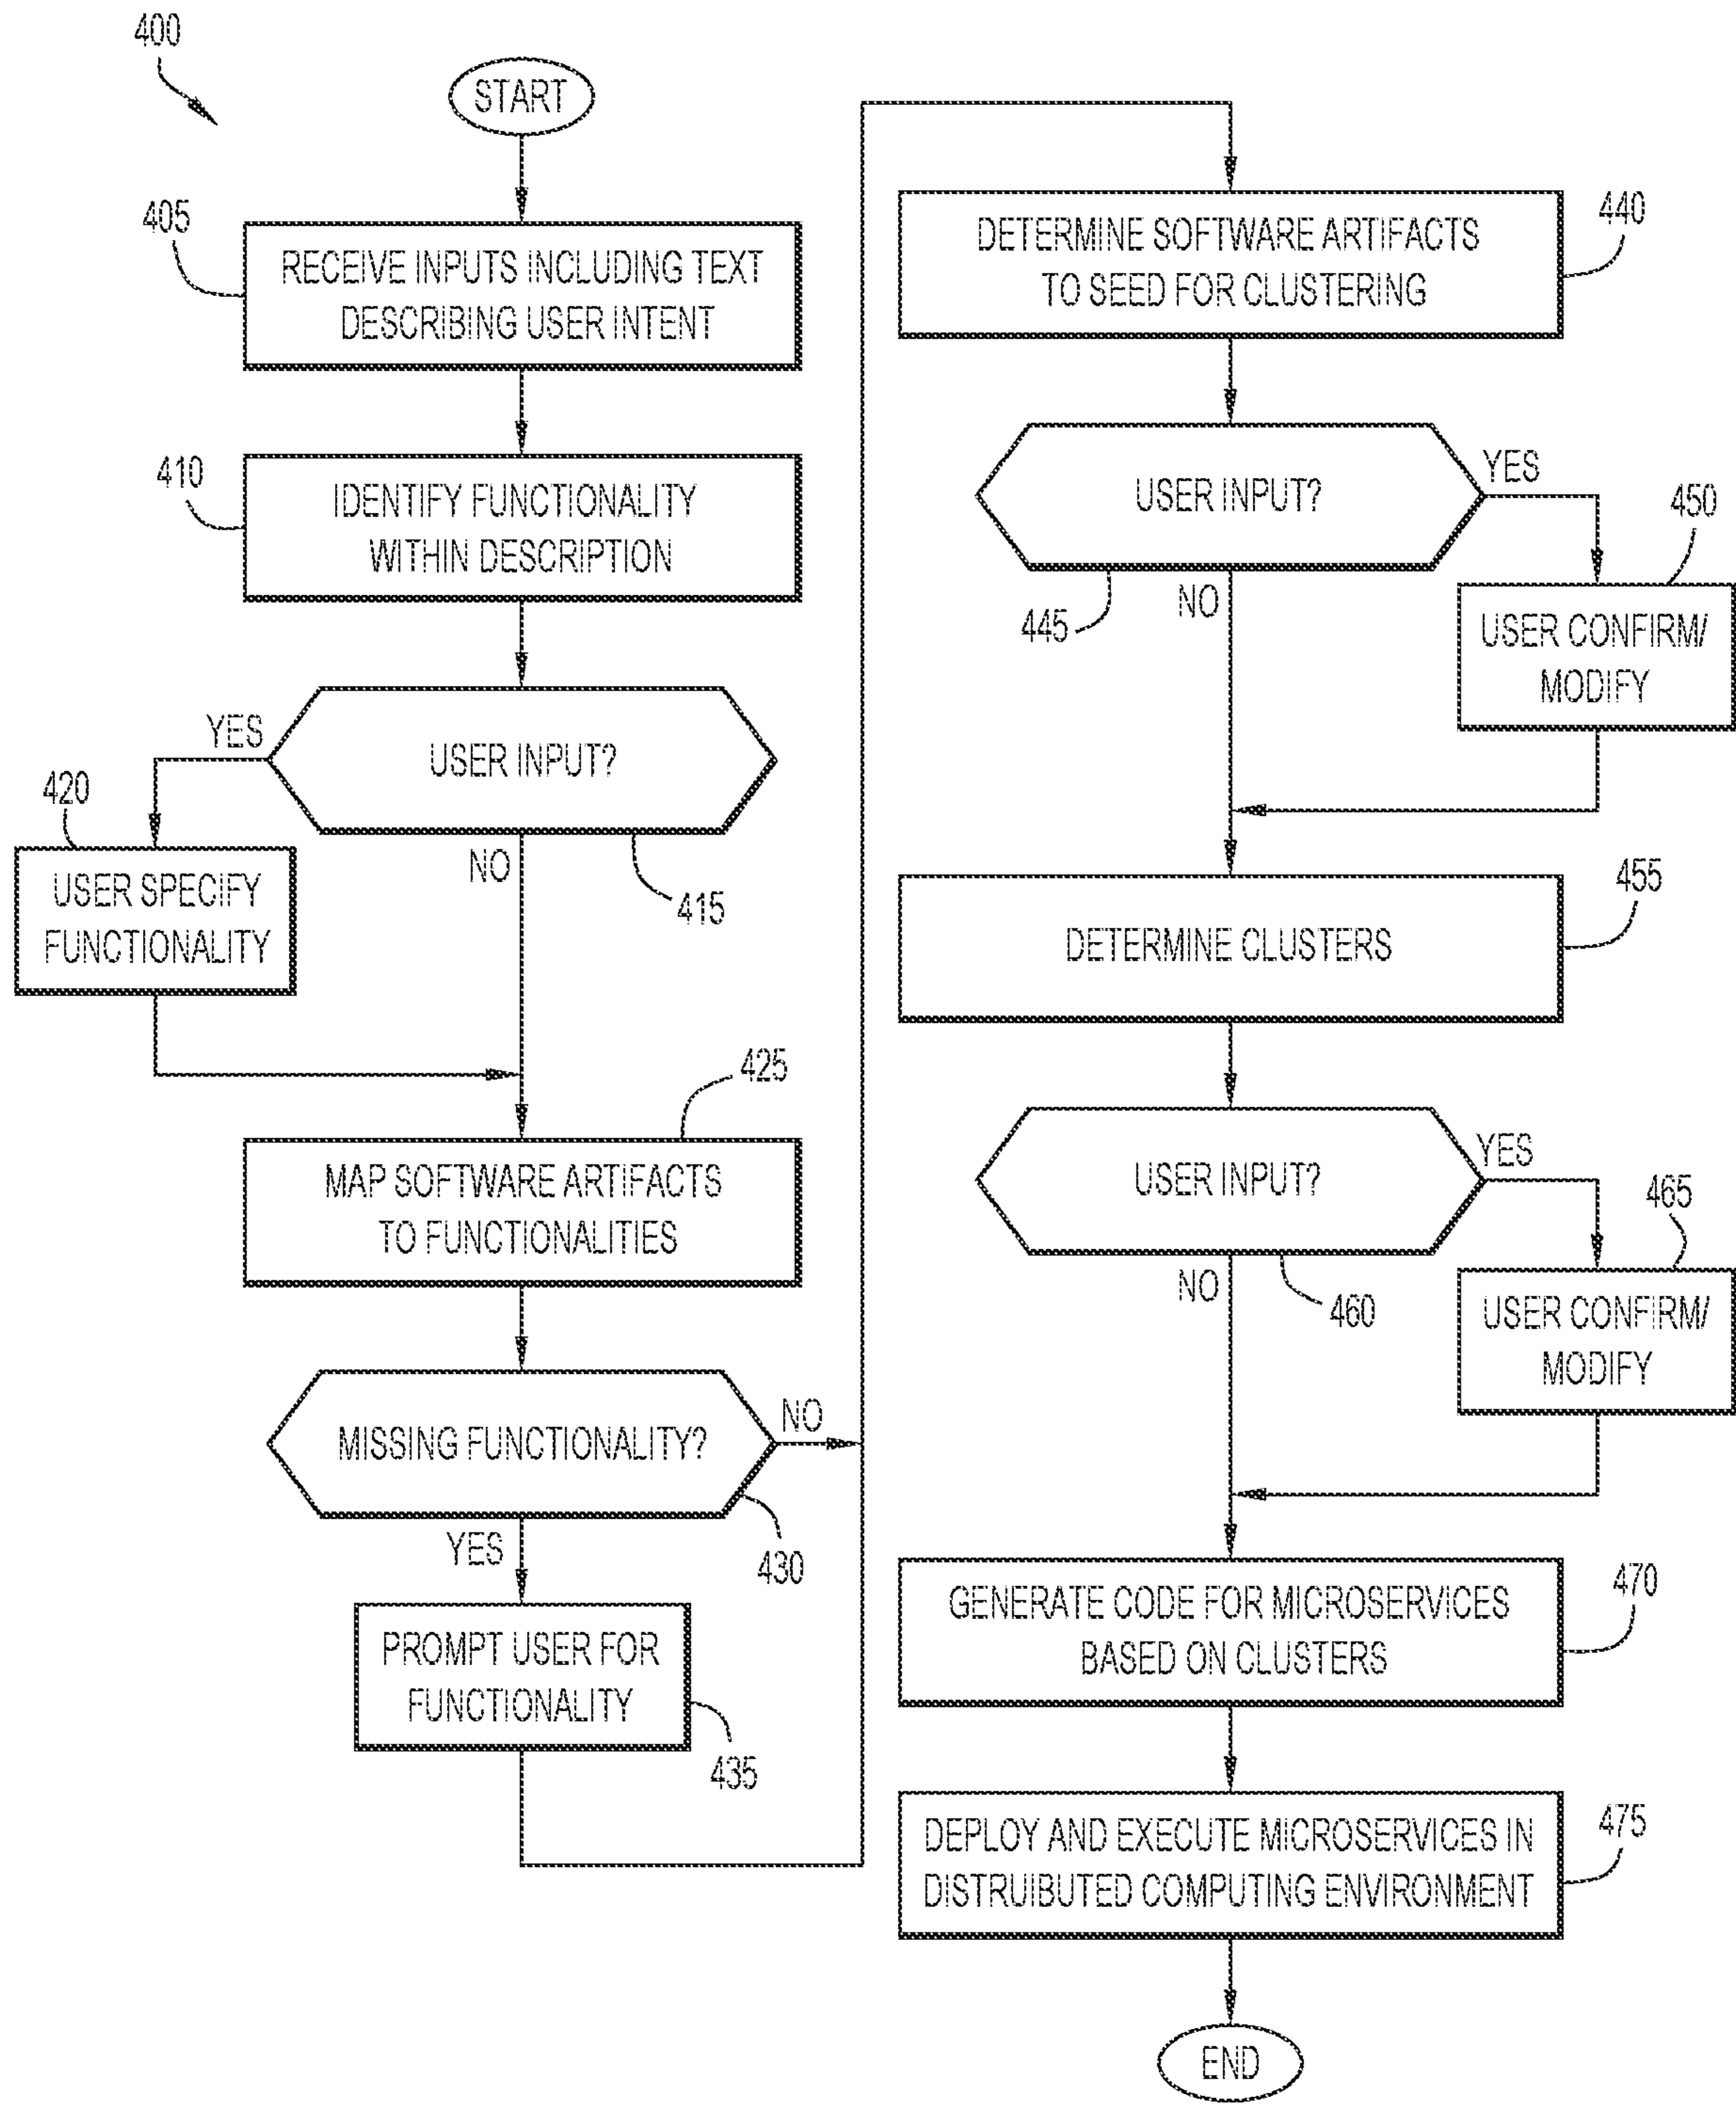 400
START
405
RECEIVE INPUTS INCLUDING TEXT
DESCRIBING USER INTENT
410
IDENTIFY FUNCTIONALITY
WITHIN DESCRIPTION
YES
USER INPUT?
420
NO
415
USER SPECIFY
FUNCTIONALITY
425
MAP SOFTWARE ARTIFACTS
TO FUNCTIONALITIES
NO
MISSING FUNCTIONALITY?
YES
430
PROMPT USER FOR
FUNCTIONALITY
435
440
DETERMINE SOFTWARE ARTIFACTS
TO SEED FOR CLUSTERING
YES
USER INPUT?
450
NO
445
USER CONFIRM/
MODIFY
455
DETERMINE CLUSTERS
YES
USER INPUT?
465
NO
460
USER CONFIRM/
MODIFY
470
GENERATE CODE FOR MICROSERVICES
BASED ON CLUSTERS
475
DEPLOY AND EXECUTE MICROSERVICES IN
DISTRUIBUTED COMPUTING ENVIRONMENT
END